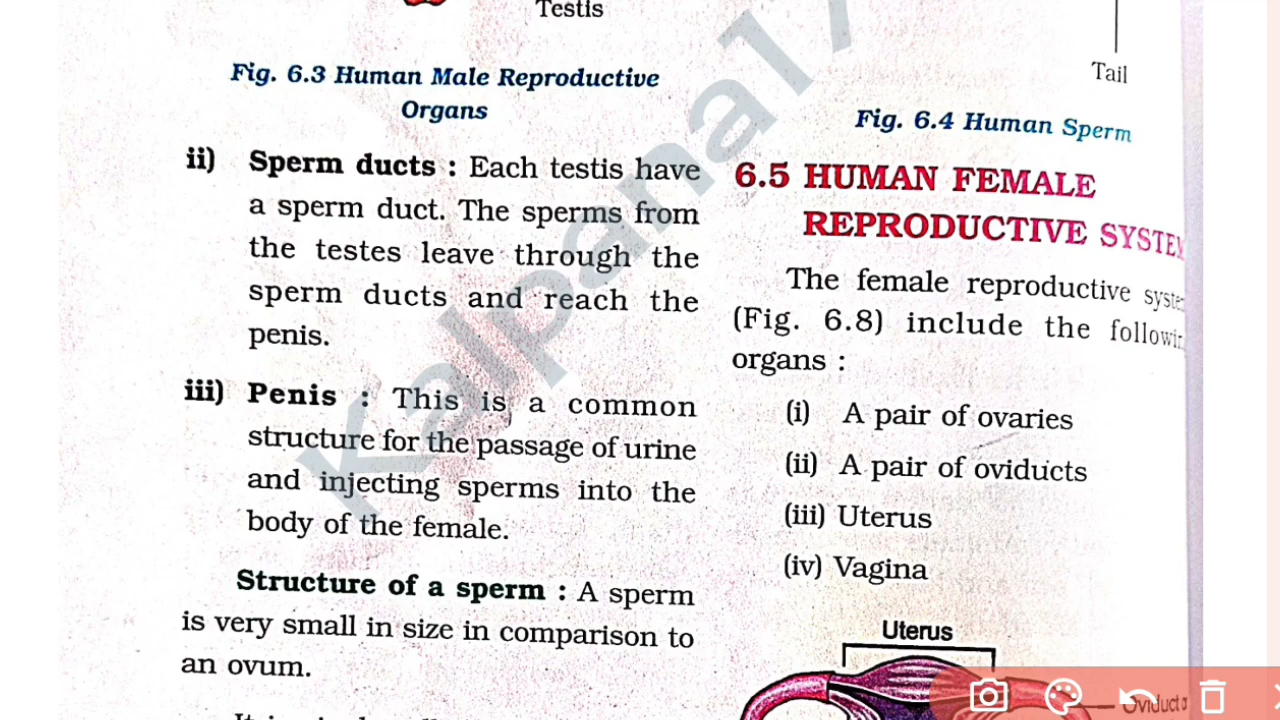 Testis
Fig. 6.3 Human Male Reproductive
Organs
ii) Sperm ducts : Each testis have
a sperm duct. The sperms from
the testes leave through the
sperm ducts and reach the
penis.
iii) Penis : This is a common
structure for the passage of urine
and injecting sperms into the
body of the female.
Structure of a sperm : A sperm
is very small in size in comparison to
an ovum.
Tail
Fig. 6.4 Human Sperm
6.5 HUMAN FEMALE
REPRODUCTIVE
The female reproductive
(Fig. 6.8) include the
organs :
(i) A pair of ovaries
(ii) A pair of oviducts
(iii) Uterus
(iv) Vagina
Uterus
Oviduct